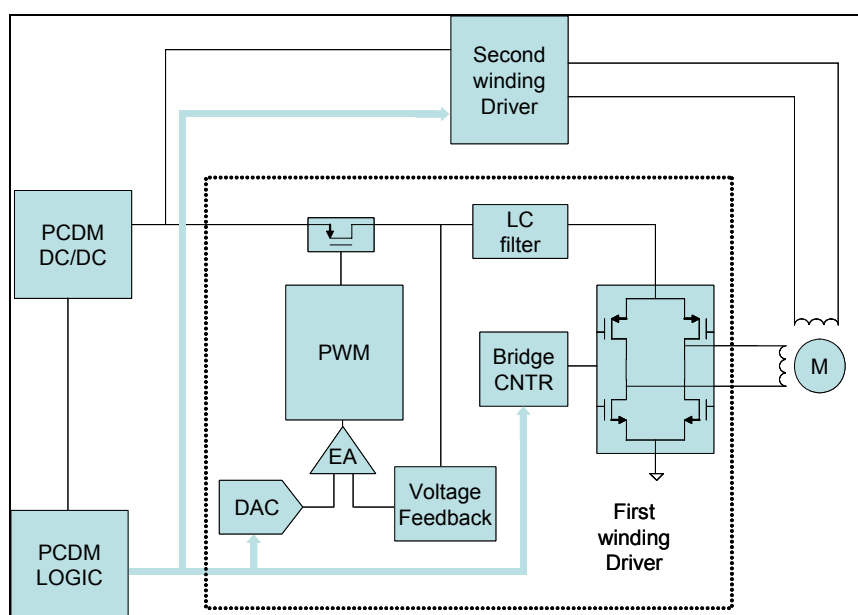 Second
winding
Driver
PCDM
DC/DC
LC
filter
PWM
Bridge
CNTR
M
EA
DAC
Voltage
Feedback
First
winding
Driver
PCDM
LOGIC